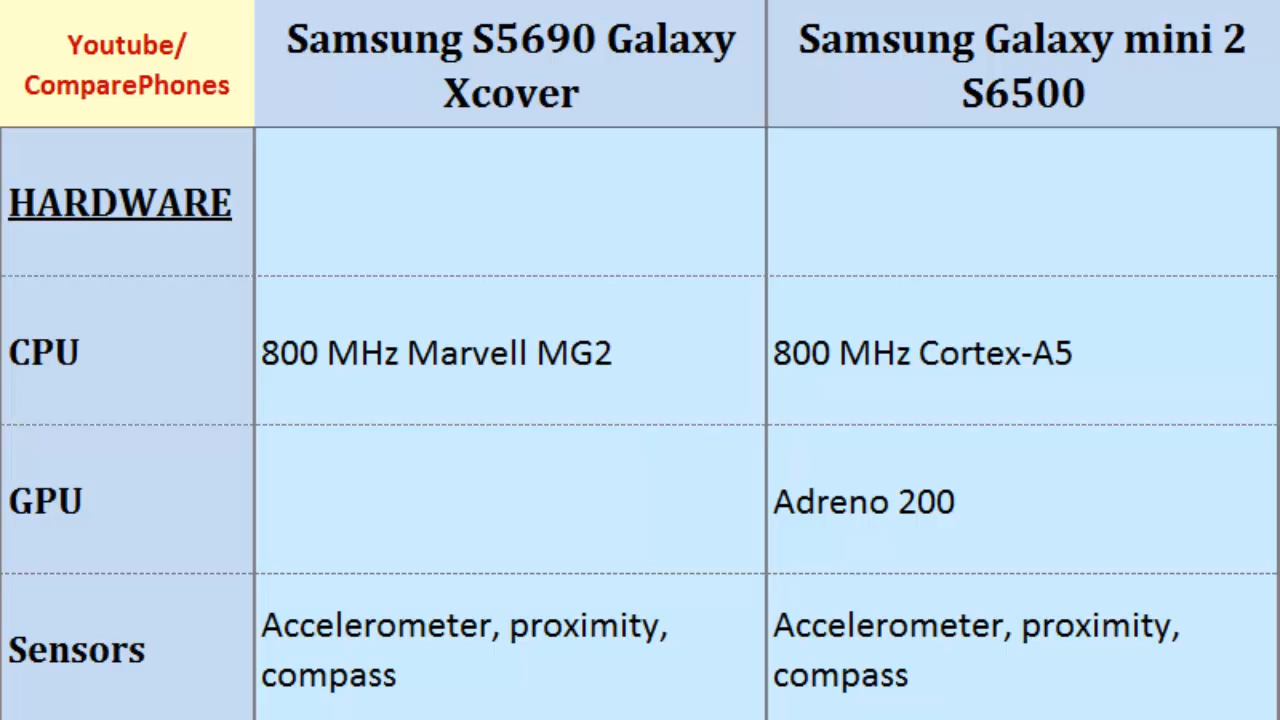 Youtube/
ComparePhones
Samsung S5690 Galaxy
Xcover
Samsung Galaxy mini 2
S6500
HARDWARE
CPU
800 MHz Marvell MG2
800 MHz Cortex-A5
GPU
Adreno 200
Sensors
Accelerometer, proximity,
compass
Accelerometer, proximity,
compass